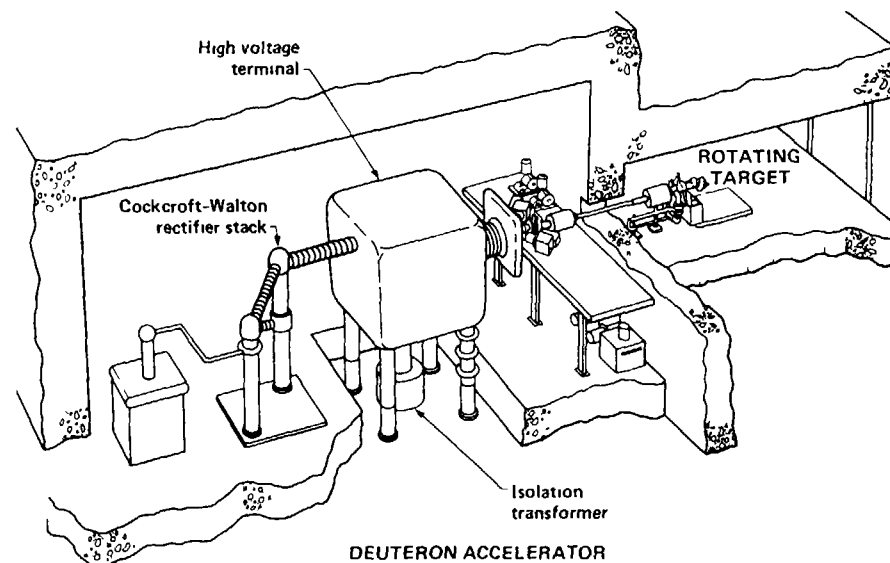 High voltage
terminal
ROTATING
TARGET
Cockcroft-Walton
rectifier stack
Isolation
transformer
DEUTERON ACCELERATOR